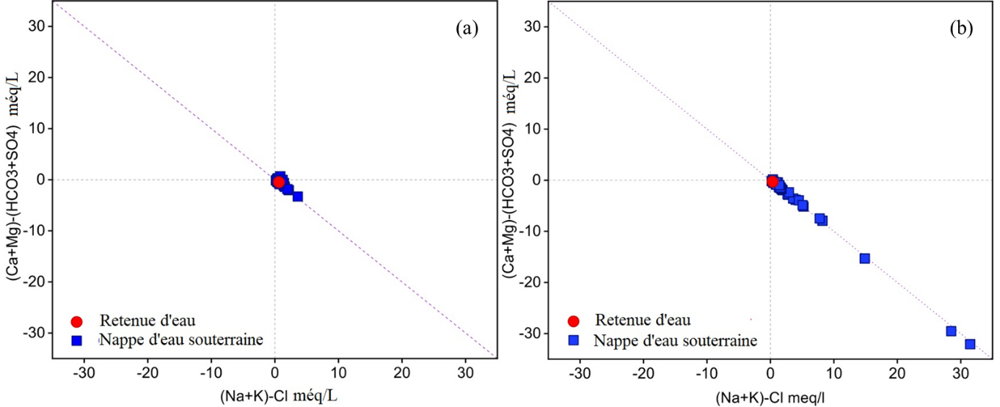 (a)
30
20
10
0
-10
-20
-30
(Ca+Mg)-(HCO3+SO4) méq/L
Retenue d'eau
Nappe d'eau souterraine
-30 -20 -10 0 10 20 30
(Na+K)-Cl méq/L
(b)
30
20
10
0
-10
-20
-30
(Ca+Mg)-(HCO3+SO4) méq/L
Retenue d'eau
Nappe d'eau souterraine
-30 -20 -10 0 10 20 30
(Na+K)-Cl meq/l